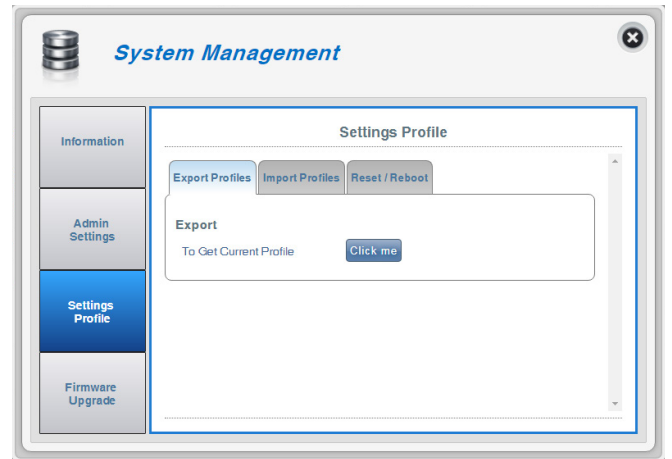 System Management
Information
Admin
Settings
Settings
Profile
Firmware
Upgrade
Settings Profile
Export Profiles
Import Profiles
Reset / Reboot
Export
To Get Current Profile
Click me